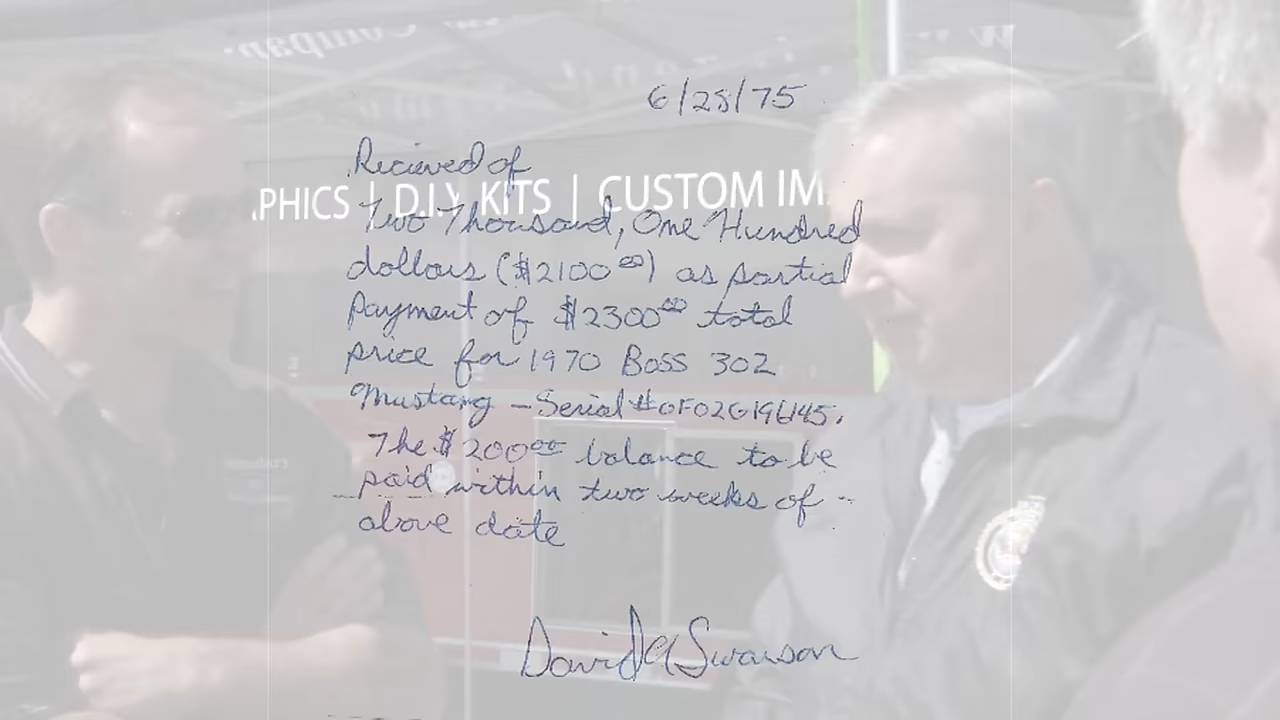 Compan
6/28/75
Recieved of
PHICS | D.I.Y KITS | CUSTOM IM
Two Thousand, One Hundred
dollars ($2100 00) as partial
payment of $2300 00 total
price for 1970 Boss 302
Mustang - Serial #0F02G196145.
The $200 00 balance to be
paid within two weeks of
above date
David A Swanson